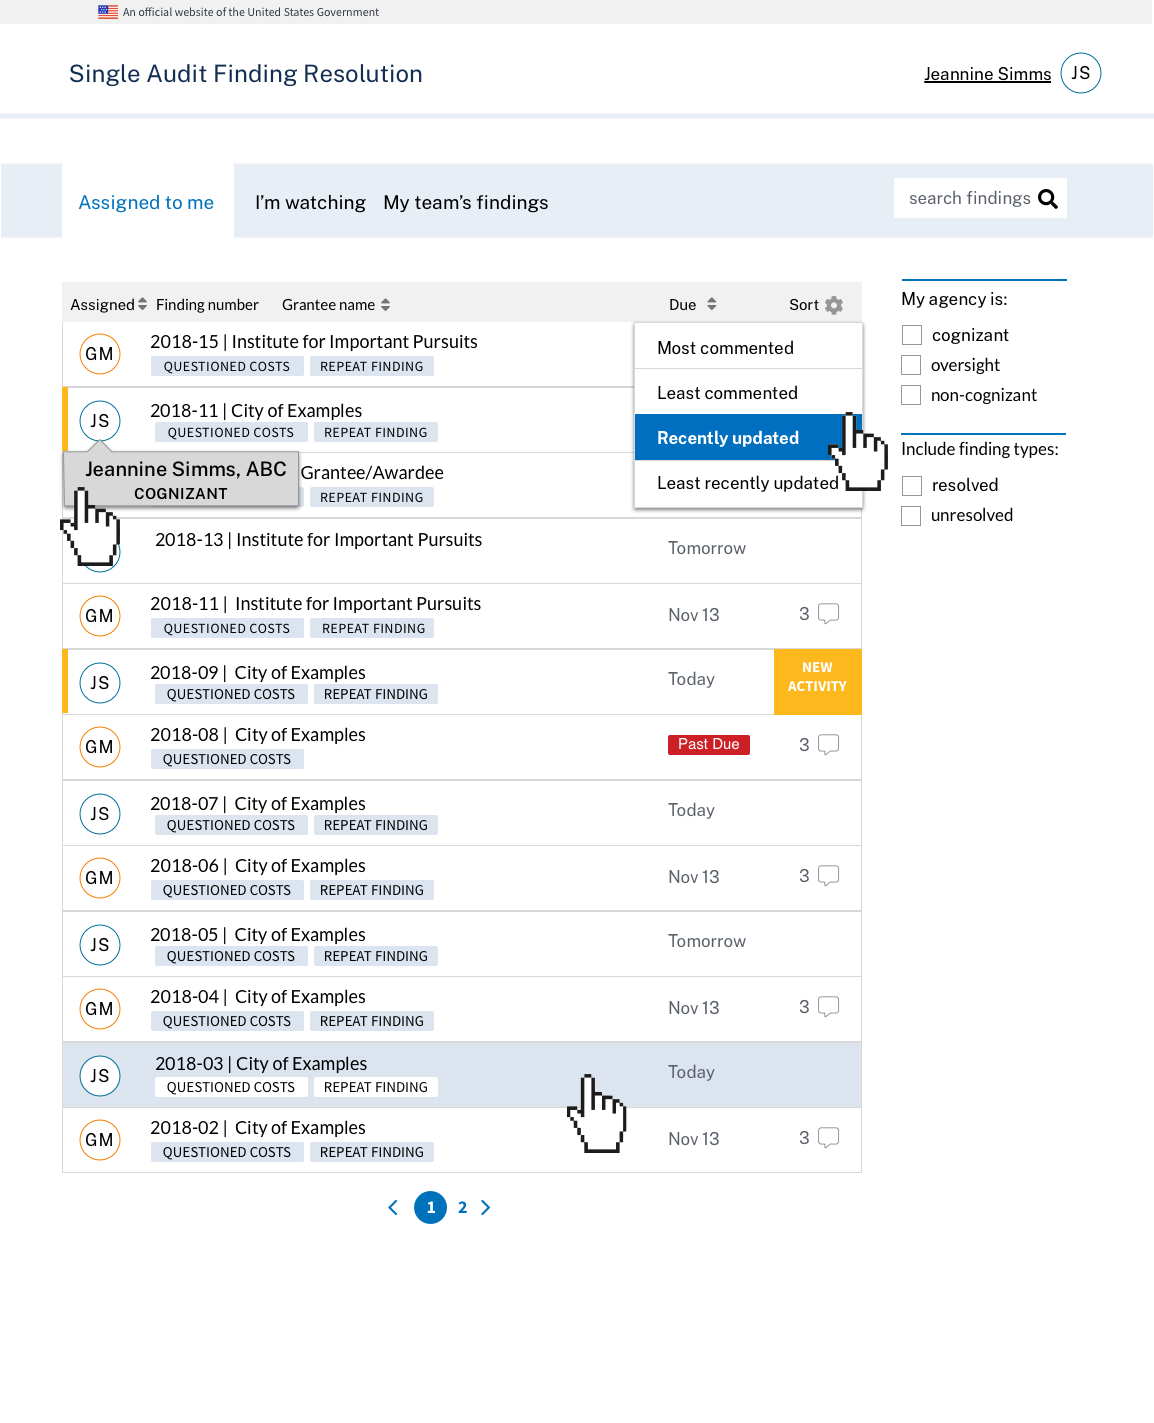 An official website of the United States Government
Single Audit Finding Resolution
Jeannine Simms JS
Assigned to me I’m watching My team’s findings search findings
Assigned Finding number Grantee name Due Sort
GM 2018-15 | Institute for Important Pursuits
QUESTIONED COSTS REPEAT FINDING
JS 2018-11 | City of Examples
QUESTIONED COSTS REPEAT FINDING
Jeannine Simms, ABC
COGNIZANT
Grantee/Awardee
REPEAT FINDING
Most commented
Least commented
Recently updated
Least recently updated
My agency is:
cognizant
oversight
non-cognizant
Include finding types:
resolved
unresolved
2018-13 | Institute for Important Pursuits Tomorrow
GM 2018-11 | Institute for Important Pursuits Nov 13 3
QUESTIONED COSTS REPEAT FINDING
JS 2018-09 | City of Examples Today
QUESTIONED COSTS REPEAT FINDING
NEW
ACTIVITY
GM 2018-08 | City of Examples Past Due 3
QUESTIONED COSTS
JS 2018-07 | City of Examples Today
QUESTIONED COSTS REPEAT FINDING
GM 2018-06 | City of Examples Nov 13 3
QUESTIONED COSTS REPEAT FINDING
JS 2018-05 | City of Examples Tomorrow
QUESTIONED COSTS REPEAT FINDING
GM 2018-04 | City of Examples Nov 13 3
QUESTIONED COSTS REPEAT FINDING
JS 2018-03 | City of Examples Today
QUESTIONED COSTS REPEAT FINDING
GM 2018-02 | City of Examples Nov 13 3
QUESTIONED COSTS REPEAT FINDING
1 2